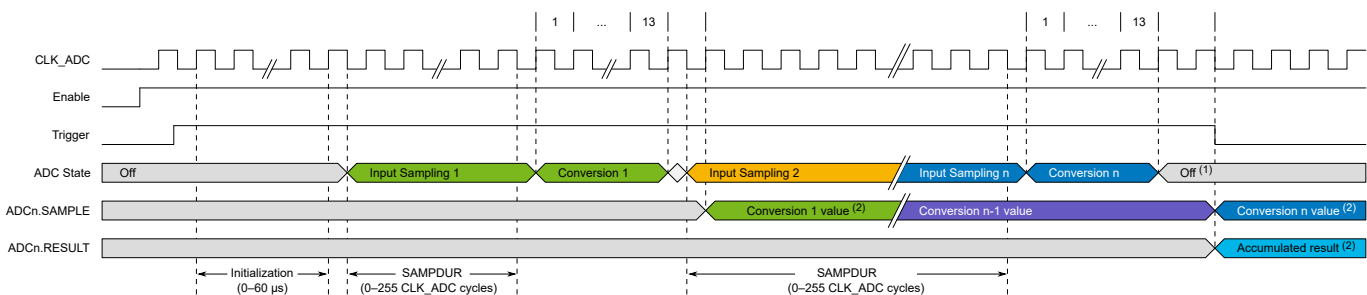 1 ... 13 1 ... 13
CLK_ADC
Enable
Trigger
ADC State Off Input Sampling 1 Conversion 1 Input Sampling 2 Input Sampling n Conversion n Off (1)
ADCn.SAMPLE Conversion 1 value (2) Conversion n-1 value Conversion n value (2)
ADCn.RESULT Accumulated result (2)
Initialization SAMPDUR SAMPDUR
(0–60 µs) (0–255 CLK_ADC cycles) (0–255 CLK_ADC cycles)